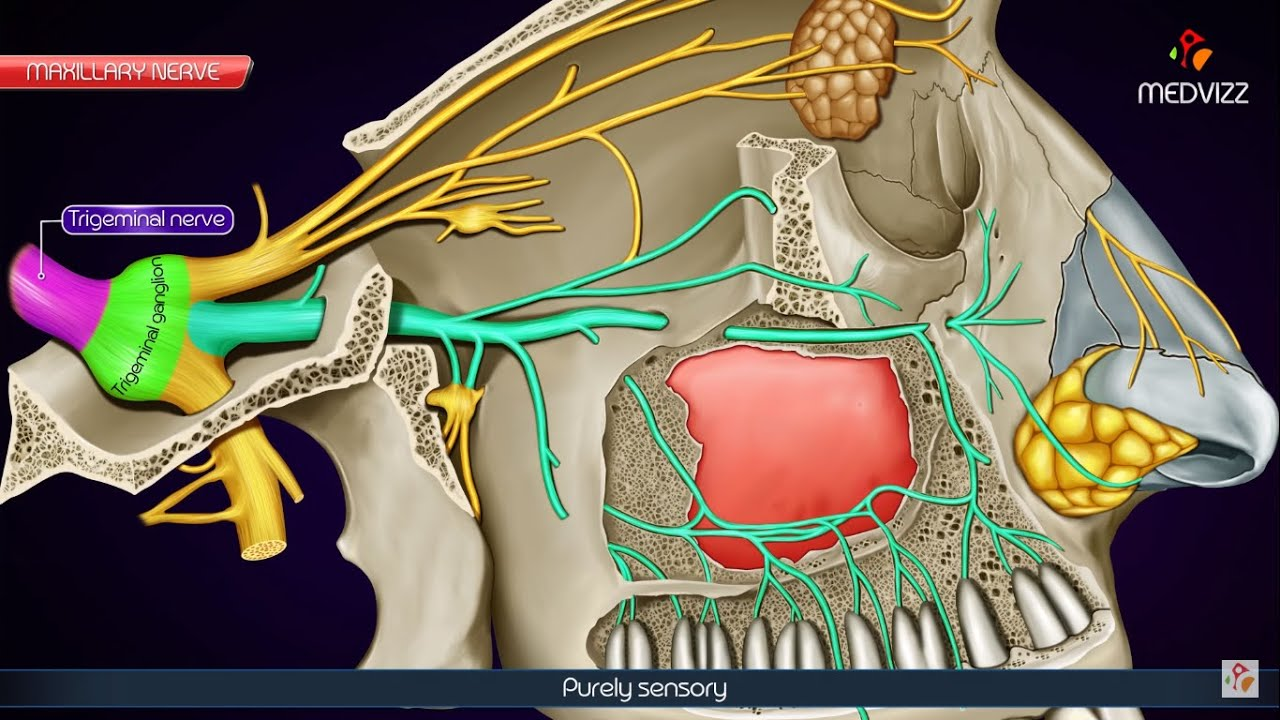 MAXILLARY NERVE
MEDVIZZ
Trigeminal nerve
Trigeminal ganglion
Purely sensory